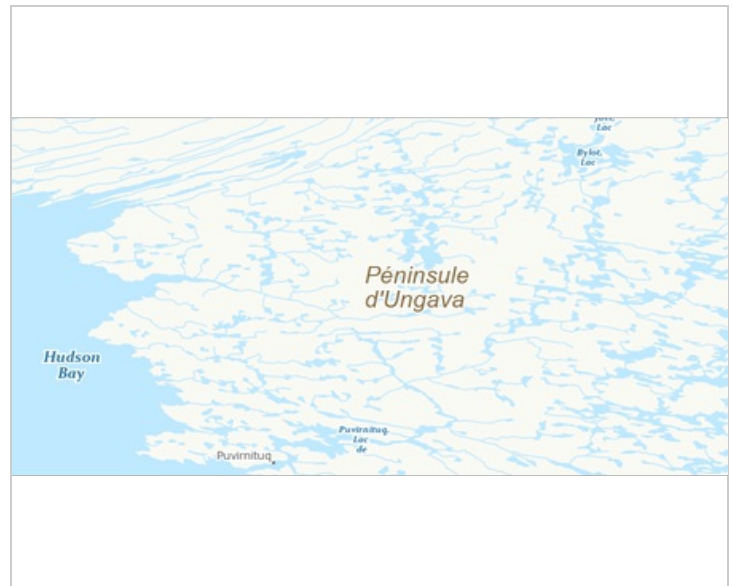 Lac
Bylot,
Lac
Péninsule
d'Ungava
Hudson
Bay
Puvirnituq,
Lac
de
Puvirnituq